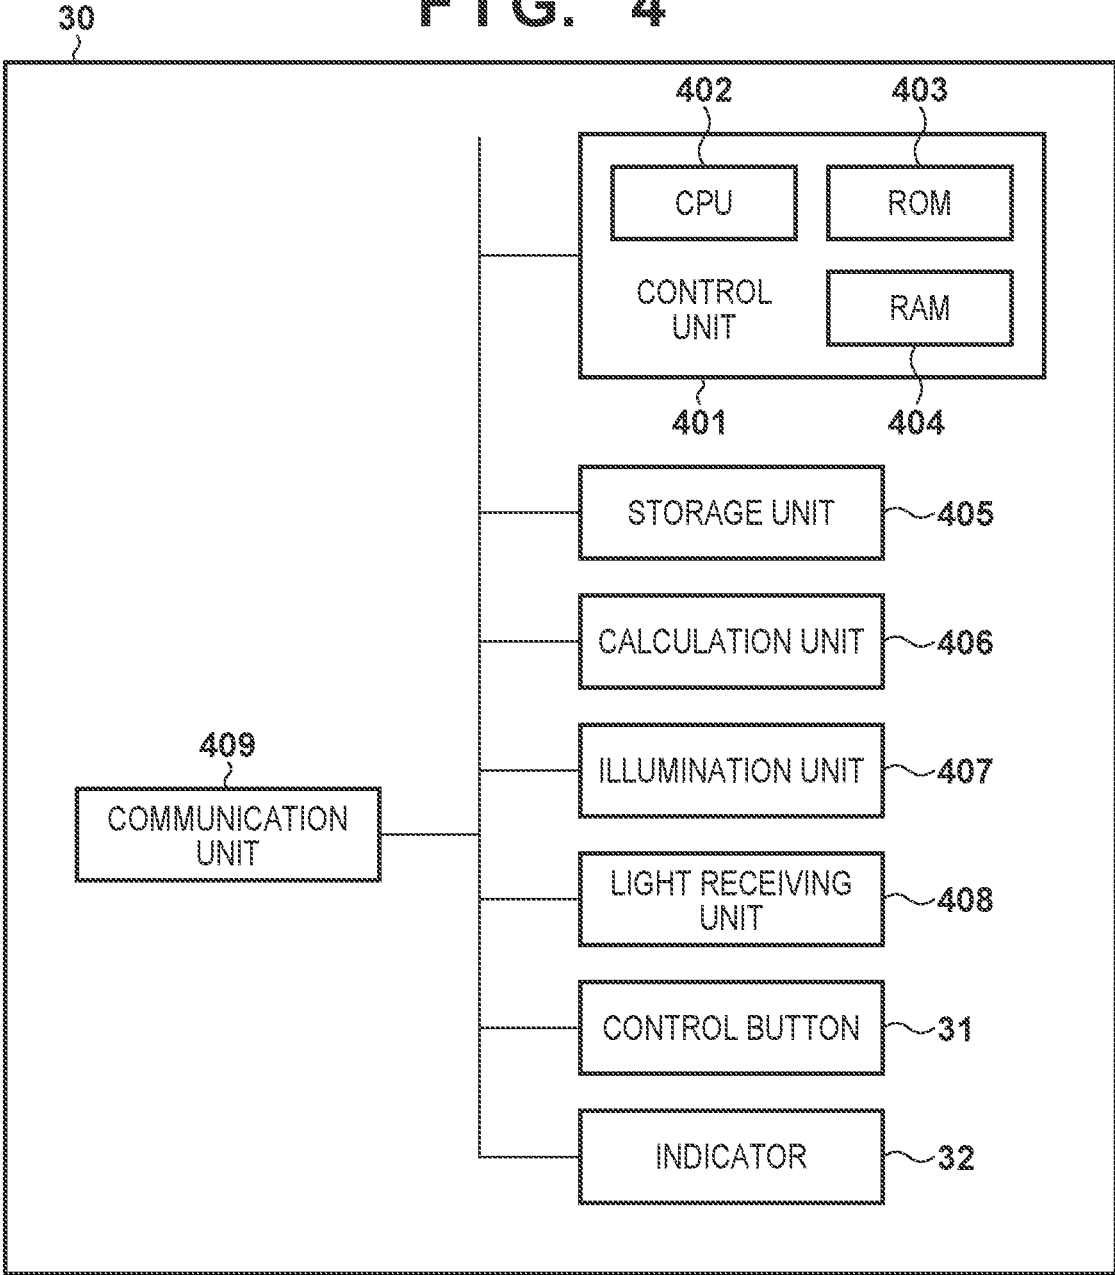 FIG. 4
30
402
403
CPU
ROM
CONTROL
UNIT
RAM
401
404
STORAGE UNIT
405
CALCULATION UNIT
406
409
ILLUMINATION UNIT
407
COMMUNICATION
UNIT
LIGHT RECEIVING
UNIT
408
CONTROL BUTTON
31
INDICATOR
32